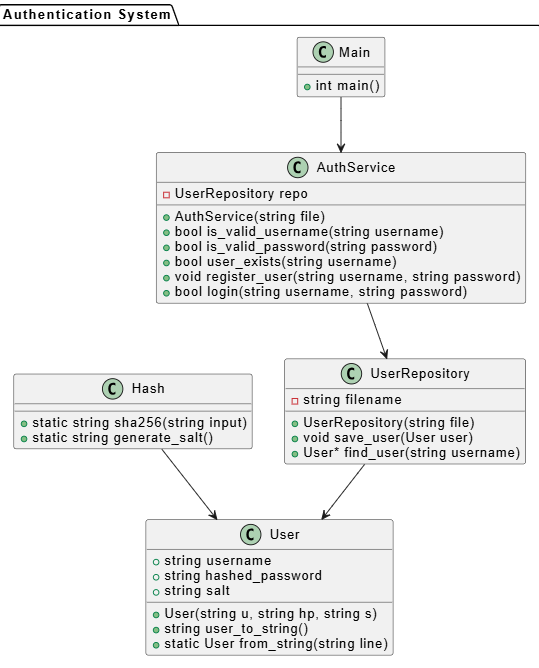 Authentication System
C Main
int main()
C AuthService
UserRepository repo
AuthService(string file)
bool is_valid_username(string username)
bool is_valid_password(string password)
bool user_exists(string username)
void register_user(string username, string password)
bool login(string username, string password)
C Hash
static string sha256(string input)
static string generate_salt()
C UserRepository
string filename
UserRepository(string file)
void save_user(User user)
User* find_user(string username)
C User
string username
string hashed_password
string salt
User(string u, string hp, string s)
string user_to_string()
static User from_string(string line)